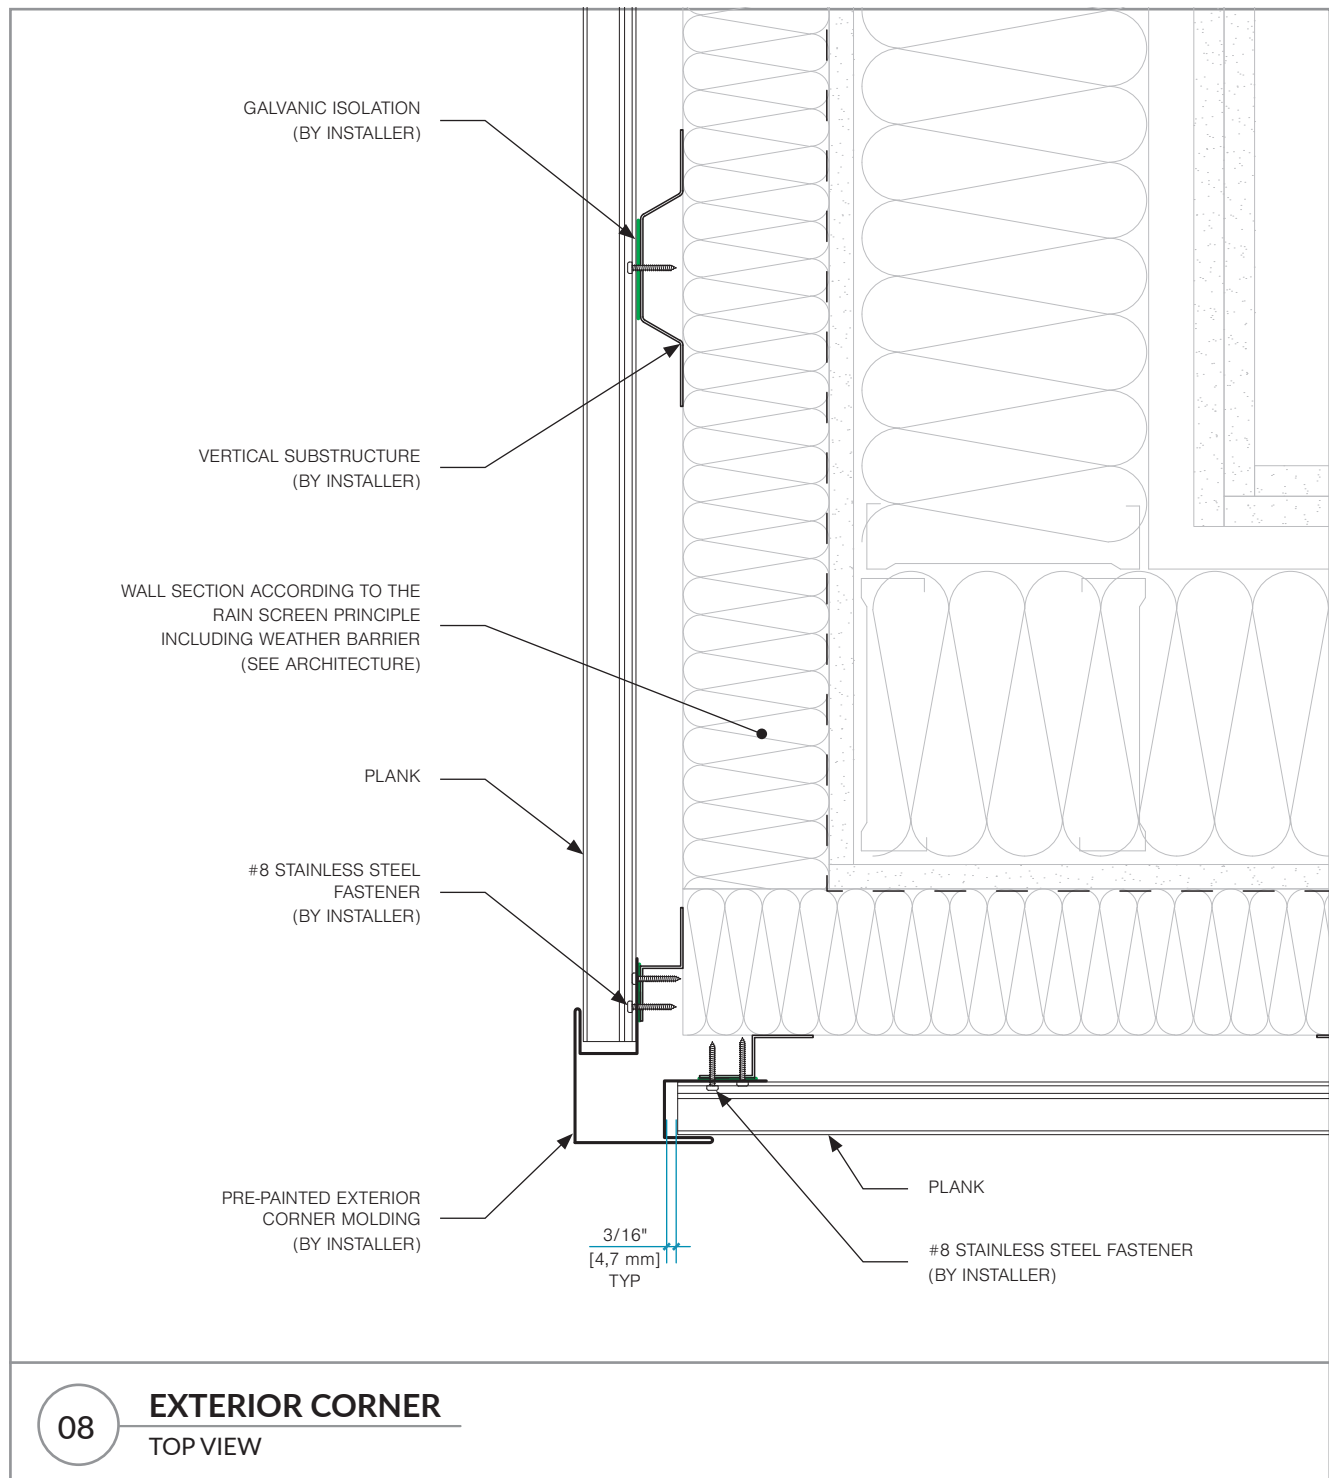 GALVANIC ISOLATION
(BY INSTALLER)
VERTICAL SUBSTRUCTURE
(BY INSTALLER)
WALL SECTION ACCORDING TO THE
RAIN SCREEN PRINCIPLE
INCLUDING WEATHER BARRIER
(SEE ARCHITECTURE)
PLANK
#8 STAINLESS STEEL
FASTENER
(BY INSTALLER)
PRE-PAINTED EXTERIOR
CORNER MOLDING
(BY INSTALLER)
3/16"
[4,7 mm]
TYP
PLANK
#8 STAINLESS STEEL FASTENER
(BY INSTALLER)
08
EXTERIOR CORNER
TOP VIEW